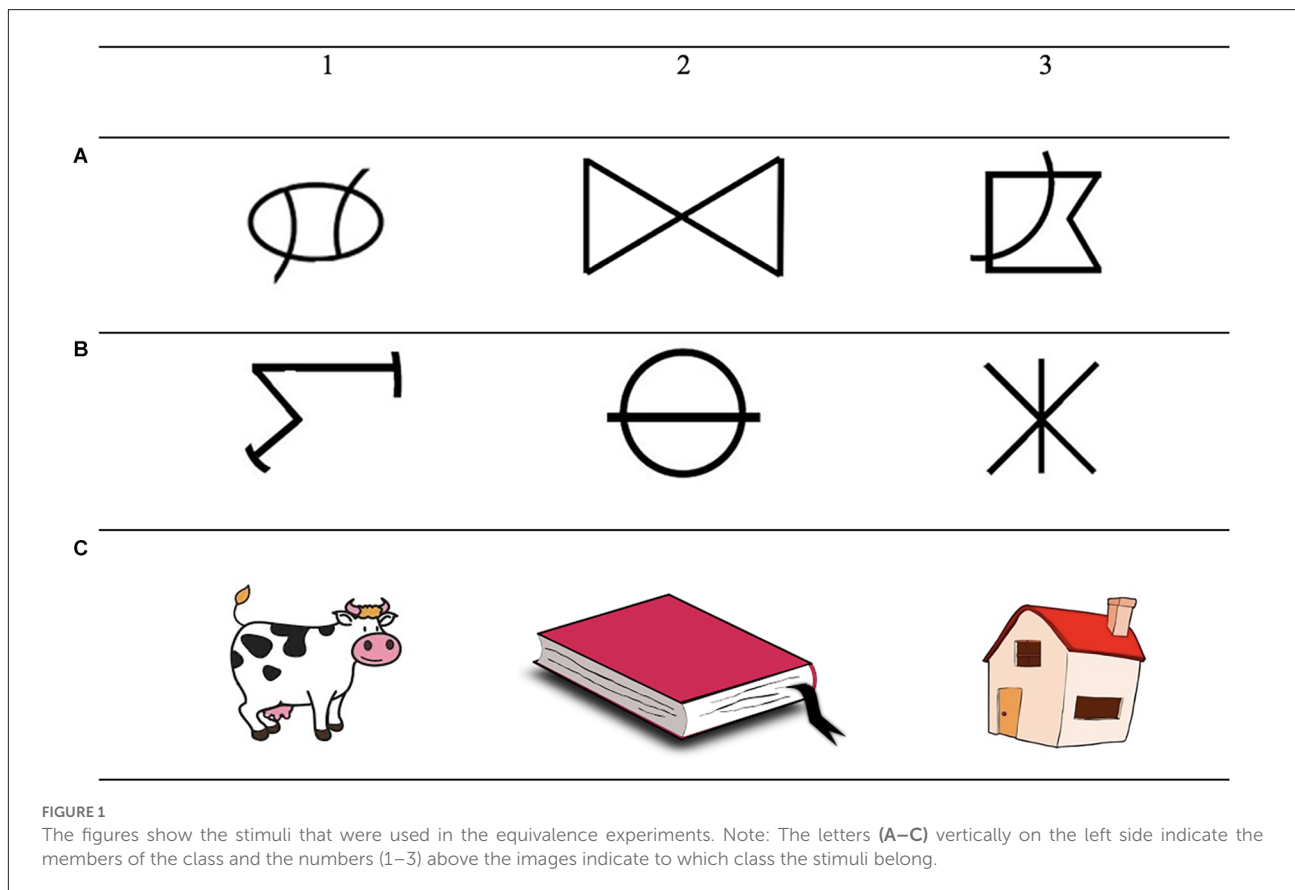 1 2 3
A
B
C
FIGURE 1
The figures show the stimuli that were used in the equivalence experiments. Note: The letters (A–C) vertically on the left side indicate the
members of the class and the numbers (1–3) above the images indicate to which class the stimuli belong.